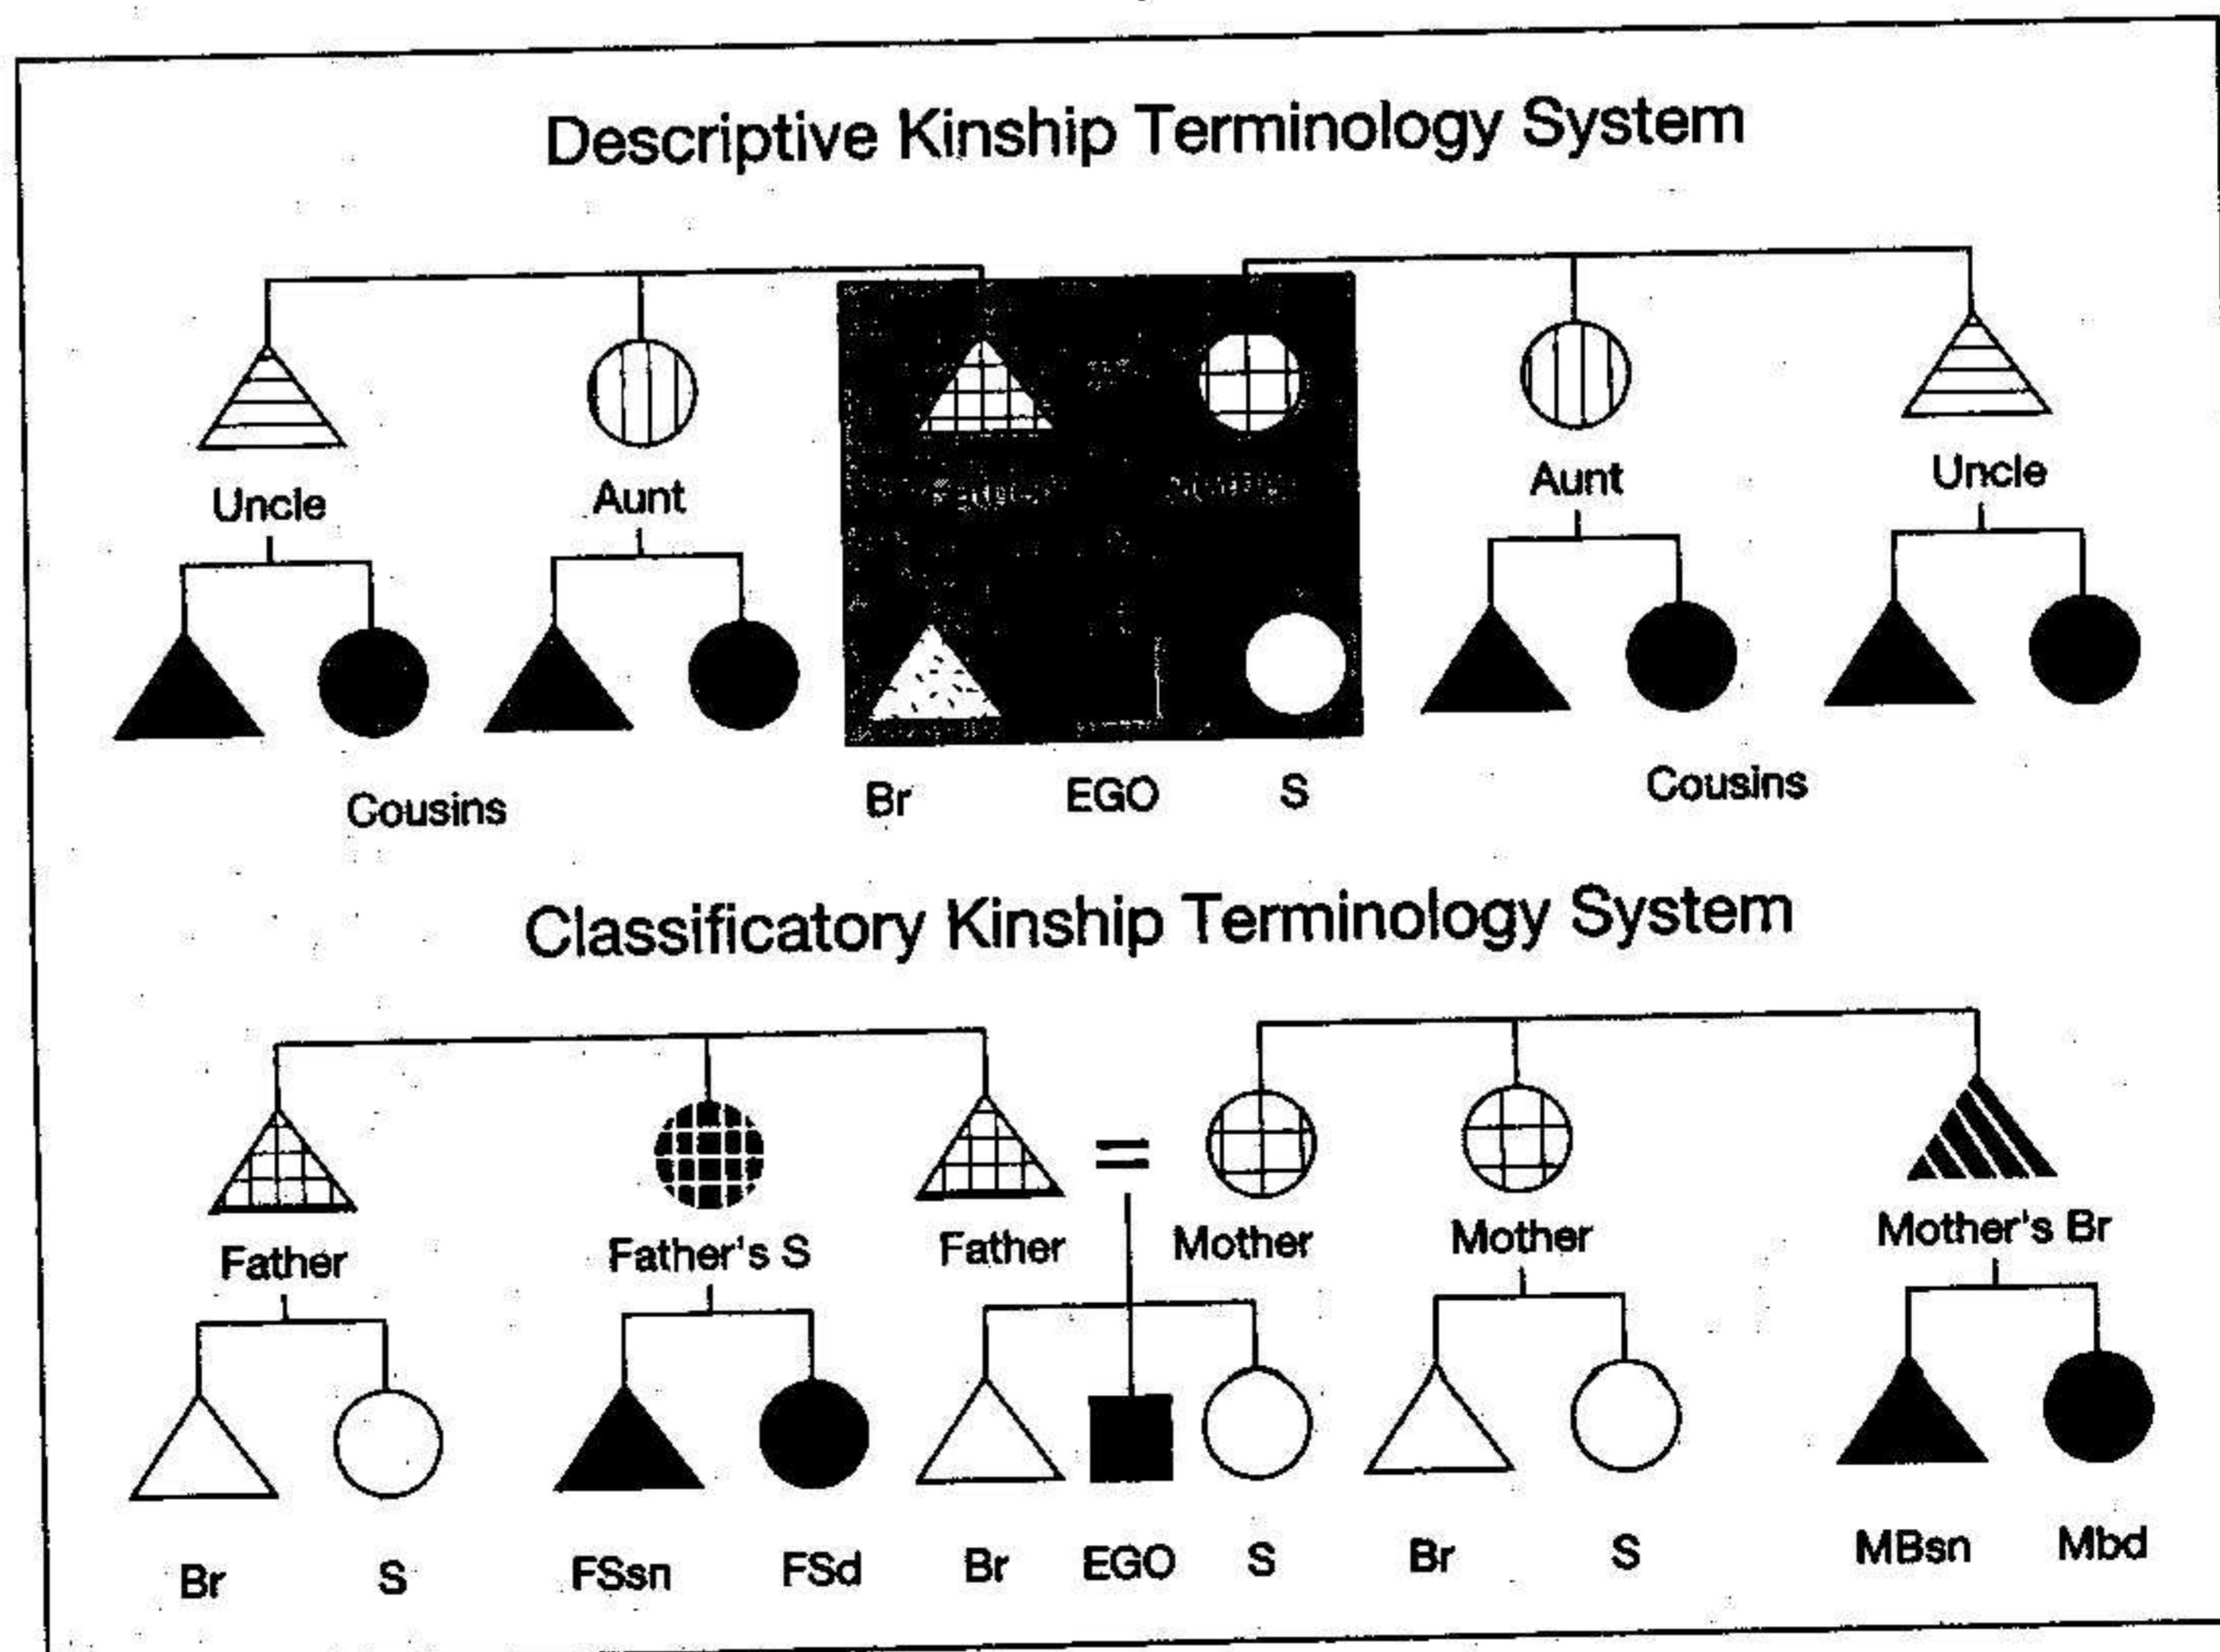 Descriptive Kinship Terminology System
Uncle Aunt Aunt Uncle
Cousins Br EGO S Cousins
Classificatory Kinship Terminology System
Father Father's S Father = Mother Mother Mother's Br
Br S FSsn FSd Br EGO S Br S MBsn Mbd